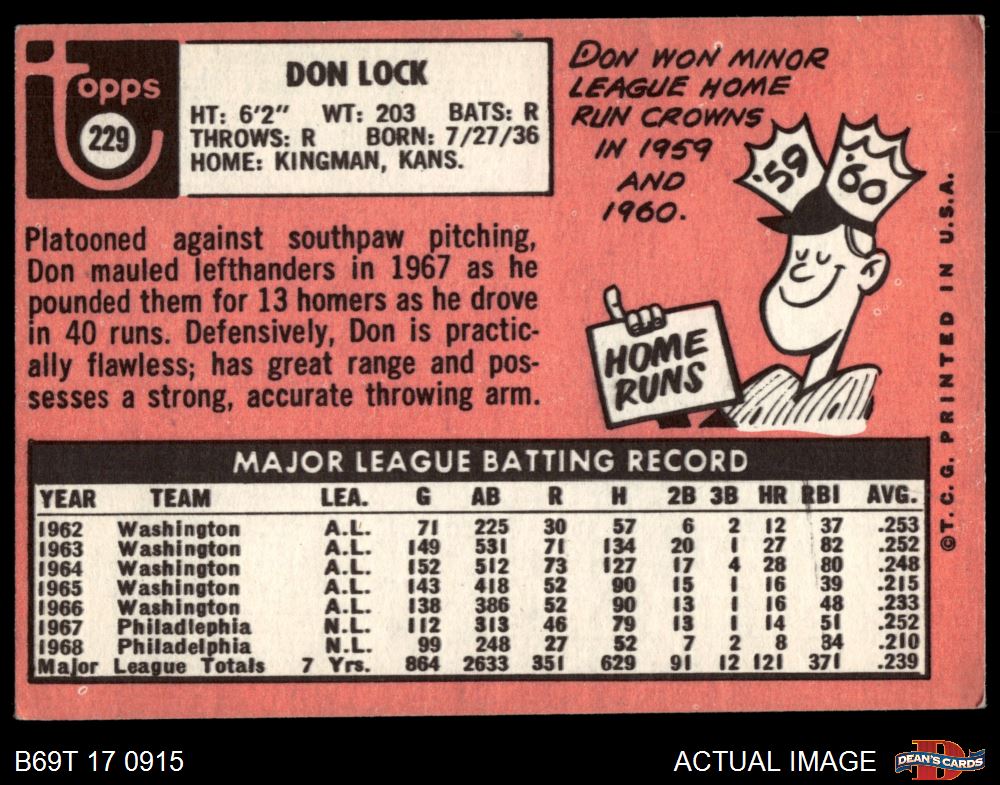 topps
229
DON LOCK
HT: 6'2" WT: 203 BATS: R
THROWS: R BORN: 7/27/36
HOME: KINGMAN, KANS.
DON WON MINOR
LEAGUE HOME
RUN CROWNS
IN 1959
AND
1960.
'59
'60
HOME
RUNS
Platooned against southpaw pitching,
Don mauled lefthanders in 1967 as he
pounded them for 13 homers as he drove
in 40 runs. Defensively, Don is practic-
ally flawless; has great range and pos-
sesses a strong, accurate throwing arm.
MAJOR LEAGUE BATTING RECORD
YEAR TEAM LEA. G AB R H 2B 3B HR RBI AVG.
1962 Washington A.L. 71 225 30 57 6 2 12 37 .253
1963 Washington A.L. 149 531 71 134 20 1 27 82 .252
1964 Washington A.L. 152 512 73 127 17 4 28 80 .248
1965 Washington A.L. 143 418 52 90 15 1 16 39 .215
1966 Washington A.L. 138 386 52 90 13 1 16 48 .233
1967 Philadlephia N.L. 112 313 46 79 13 1 14 51 .252
1968 Philadelphia N.L. 99 248 27 52 7 2 8 34 .210
Major League Totals 7 Yrs. 864 2633 351 629 91 12 121 371 .239
©T.C.G. PRINTED IN U.S.A.
B69T 17 0915
ACTUAL IMAGE
DEAN'S CARDS